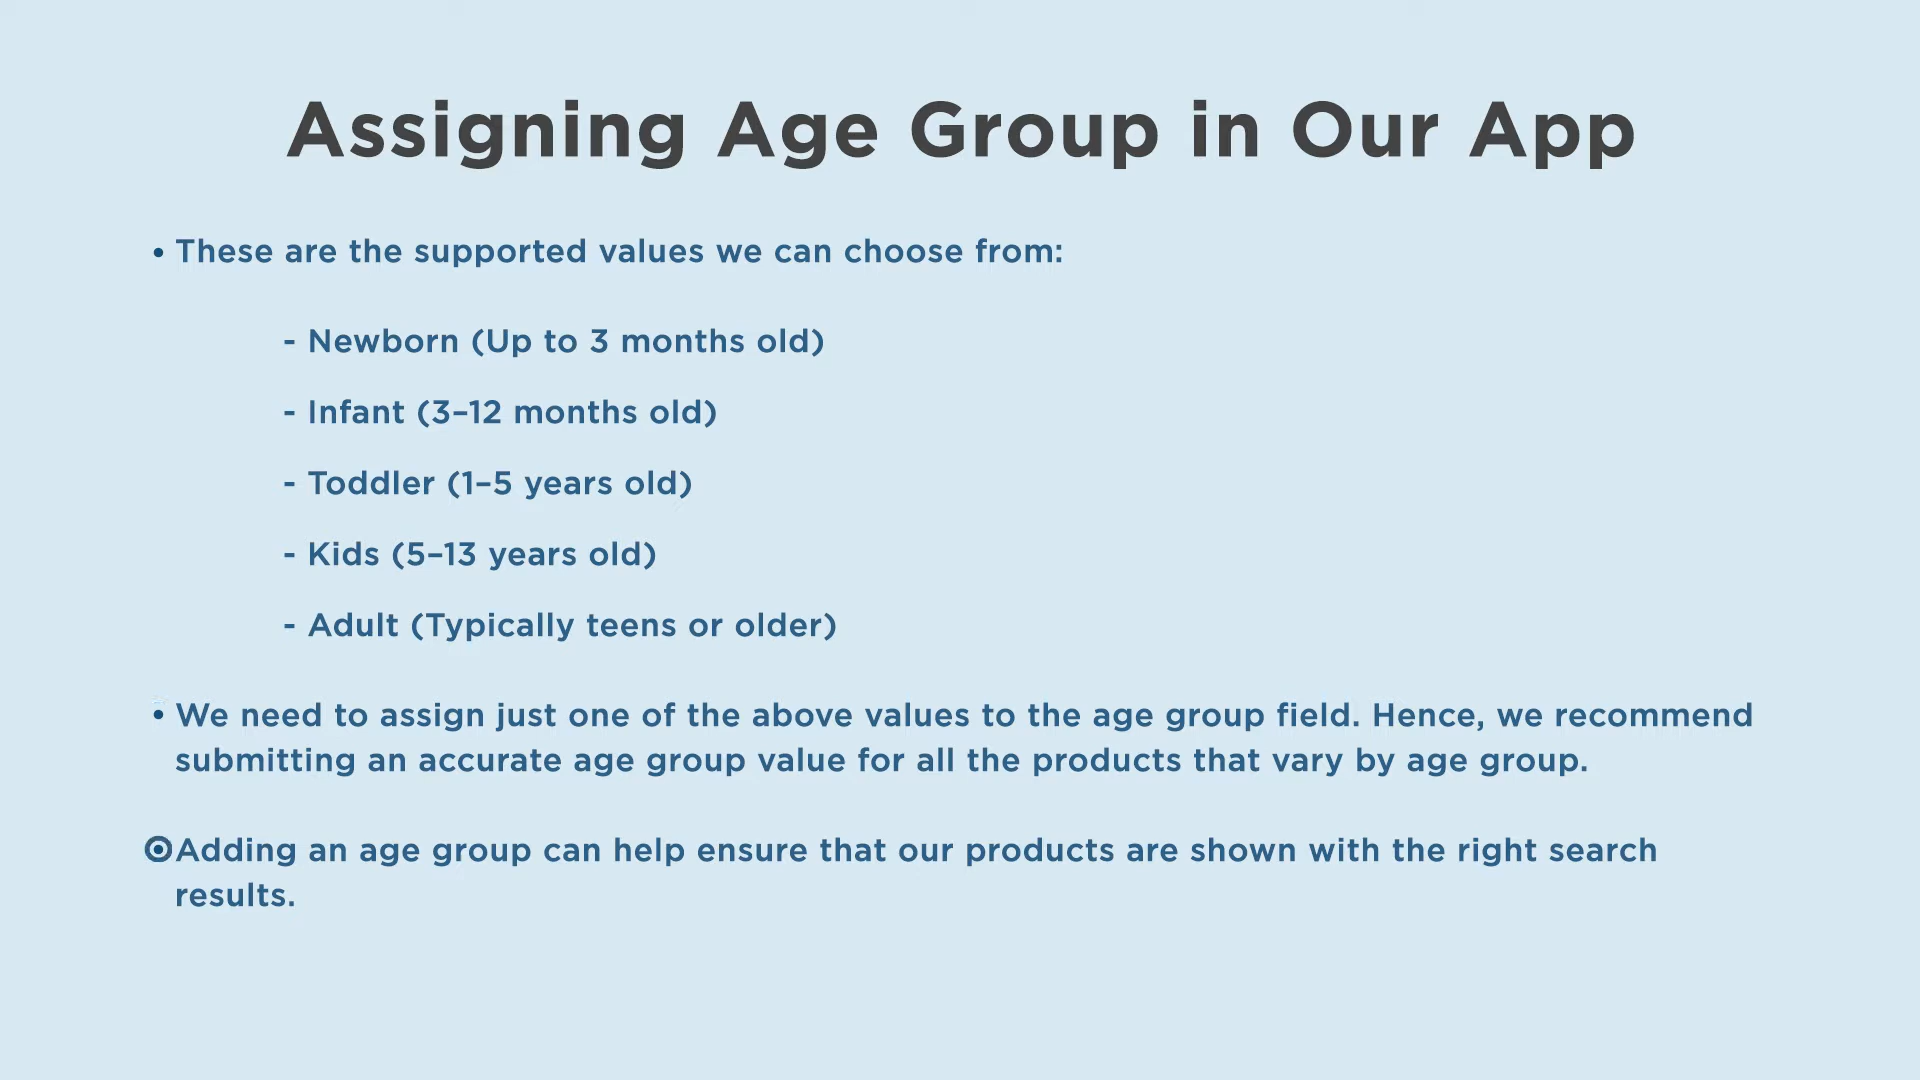 Assigning Age Group in Our App
• These are the supported values we can choose from:
- Newborn (Up to 3 months old)
- Infant (3–12 months old)
- Toddler (1–5 years old)
- Kids (5–13 years old)
- Adult (Typically teens or older)
• We need to assign just one of the above values to the age group field. Hence, we recommend
submitting an accurate age group value for all the products that vary by age group.
• Adding an age group can help ensure that our products are shown with the right search
results.